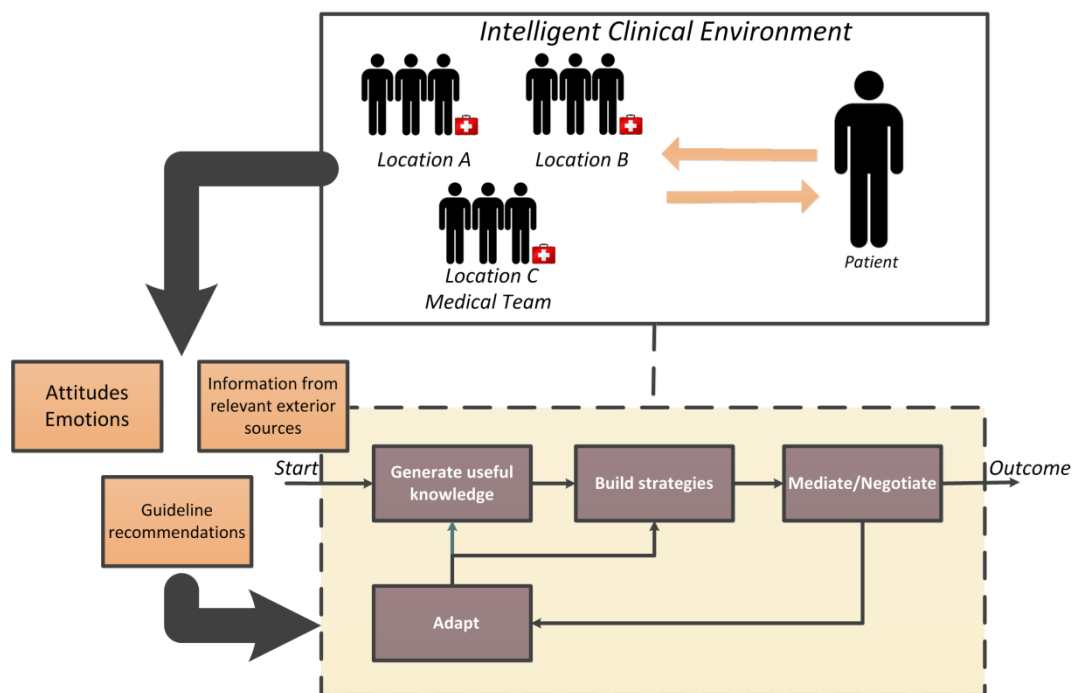 Intelligent Clinical Environment
Location A
Location B
Location C
Medical Team
Patient
Attitudes
Emotions
Information from
relevant exterior
sources
Guideline
recommendations
Start
Generate useful
knowledge
Build strategies
Mediate/Negotiate
Outcome
Adapt